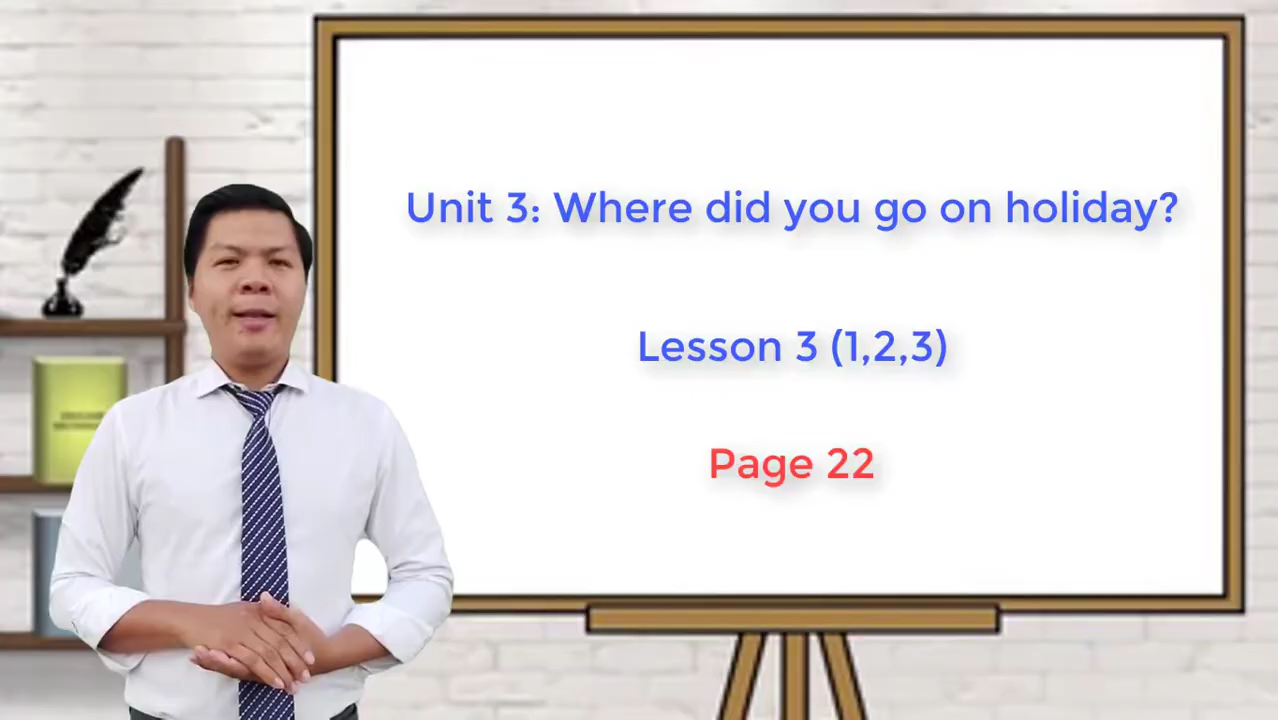 Unit 3: Where did you go on holiday?
Lesson 3 (1,2,3)
Page 22